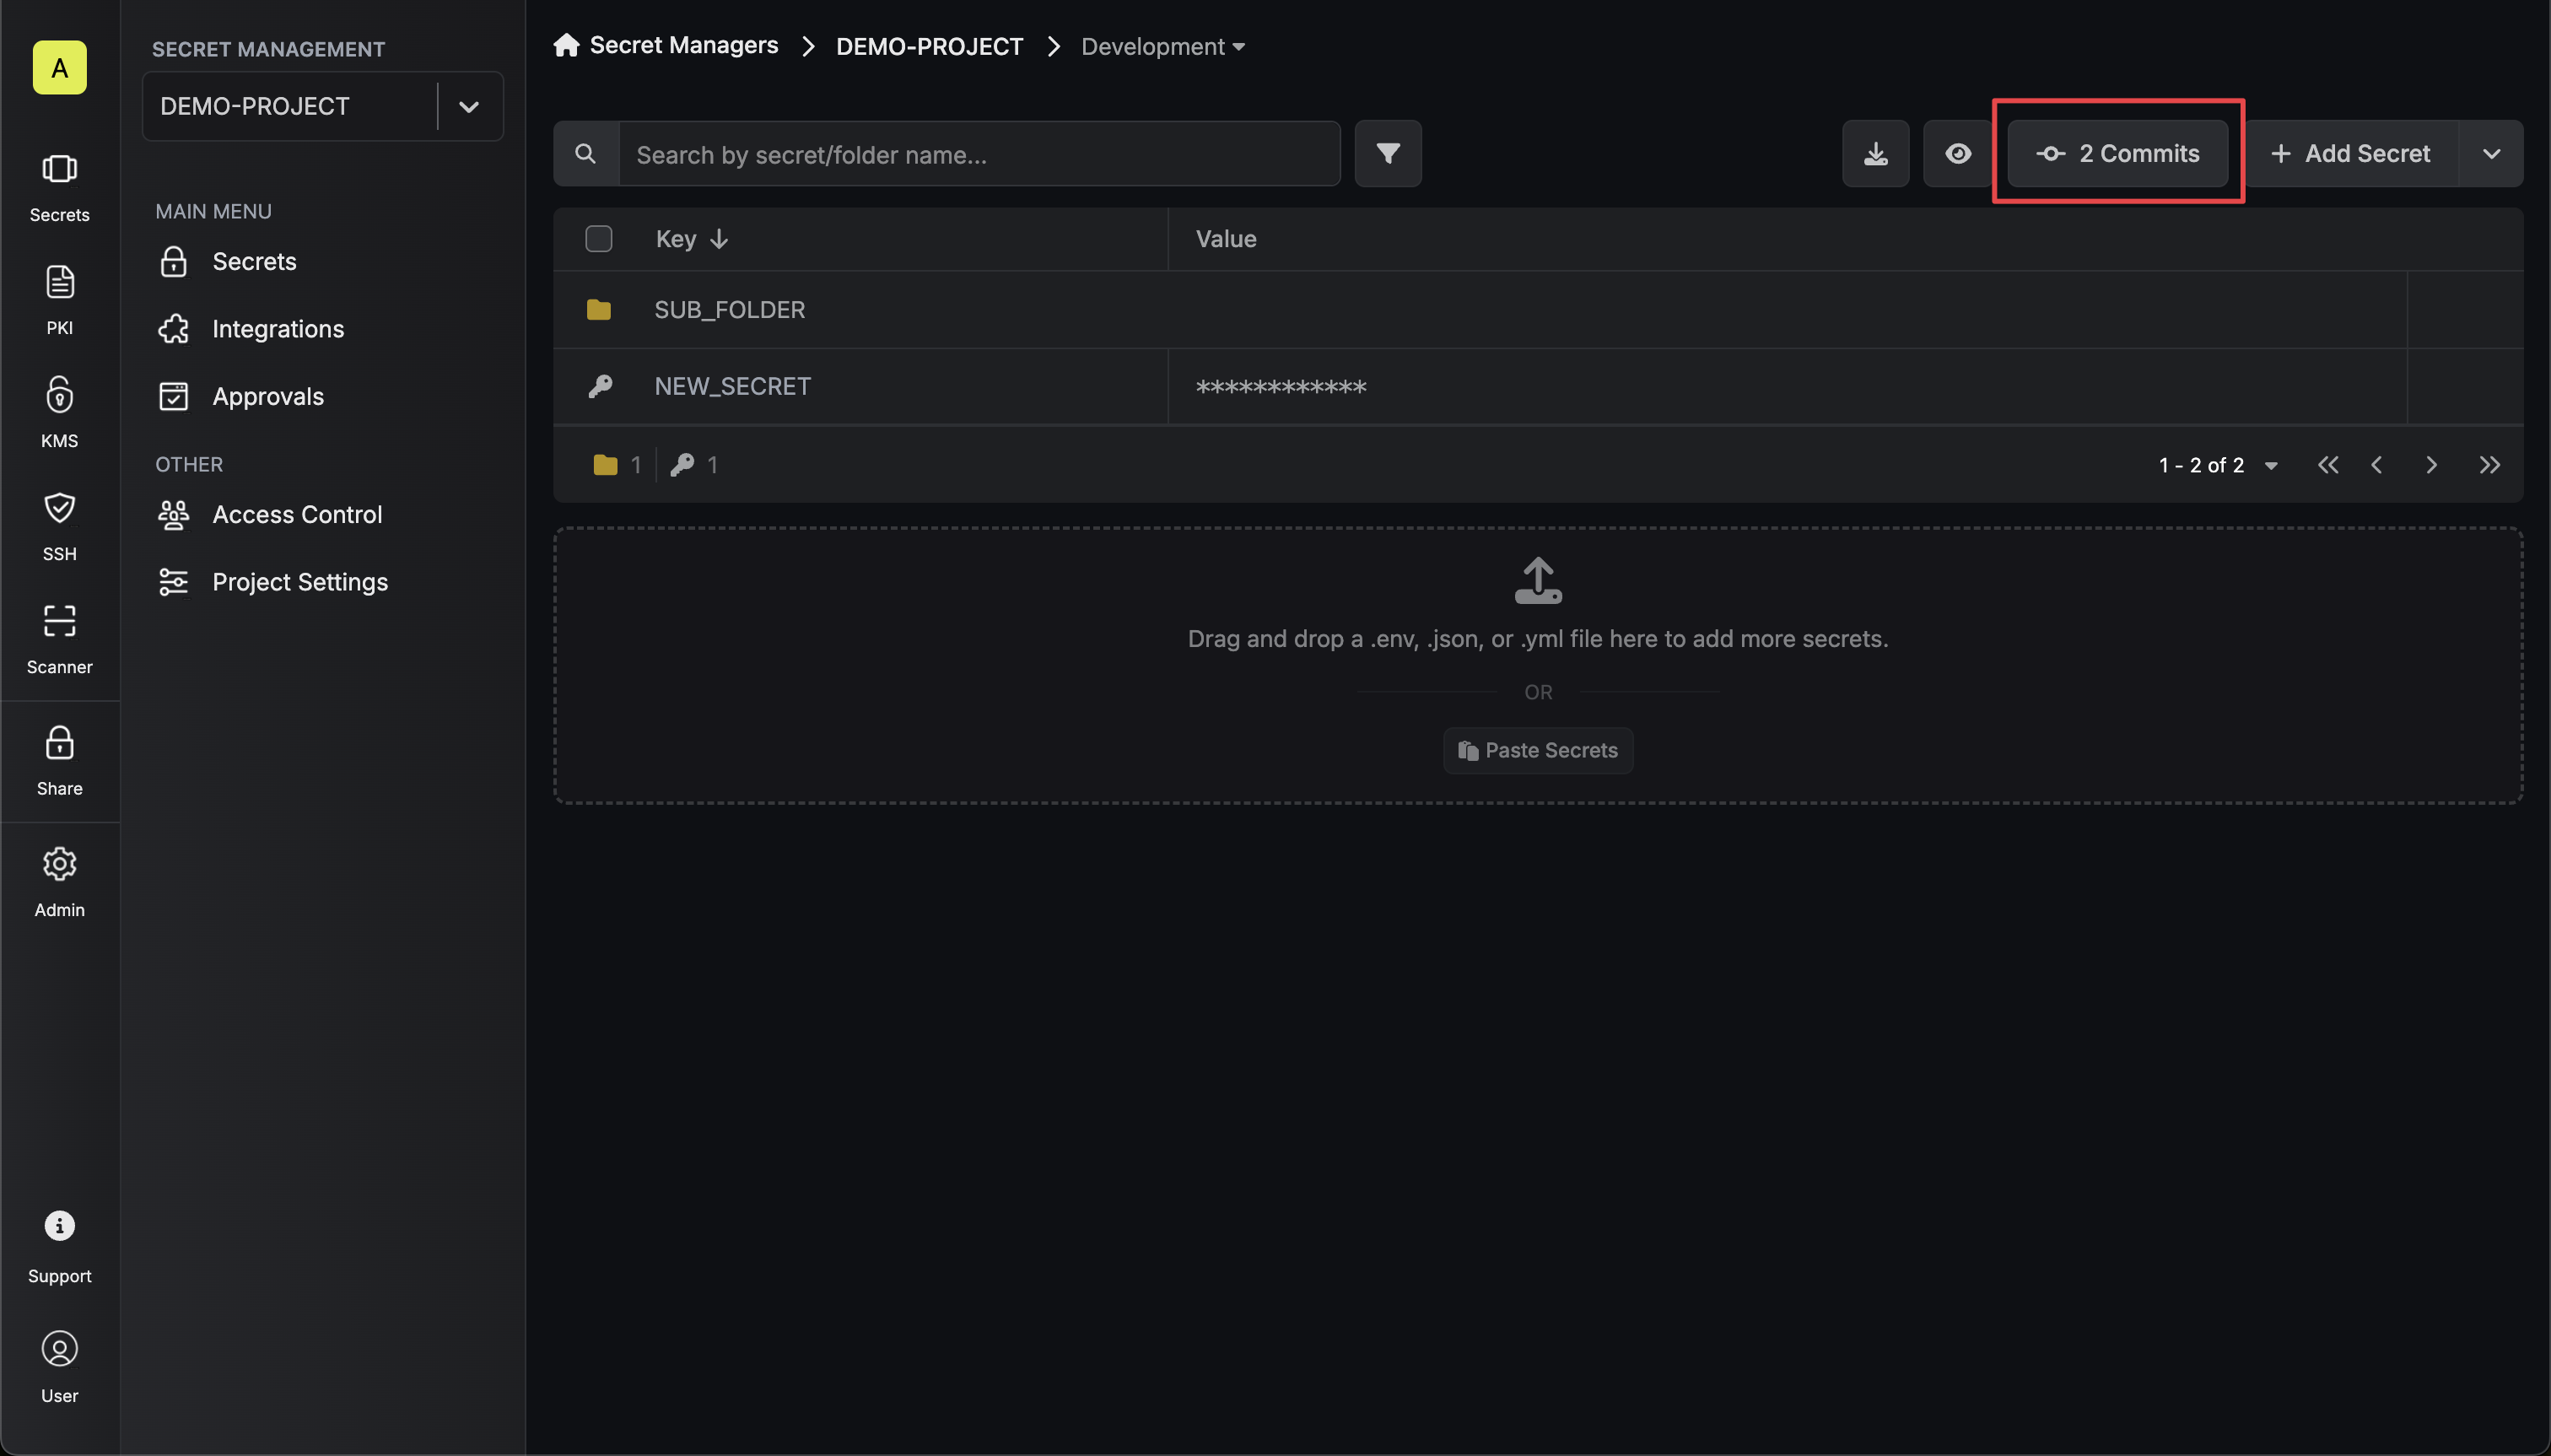 A
Secrets
PKI
KMS
SSH
Scanner
Share
Admin
Support
User
SECRET MANAGEMENT
DEMO-PROJECT
MAIN MENU
Secrets
Integrations
Approvals
OTHER
Access Control
Project Settings
Secret Managers DEMO-PROJECT Development
Search by secret/folder name...
2 Commits
Add Secret
Key Value
SUB_FOLDER
NEW_SECRET ************
1 1 1 - 2 of 2
Drag and drop a .env, .json, or .yml file here to add more secrets.
OR
Paste Secrets